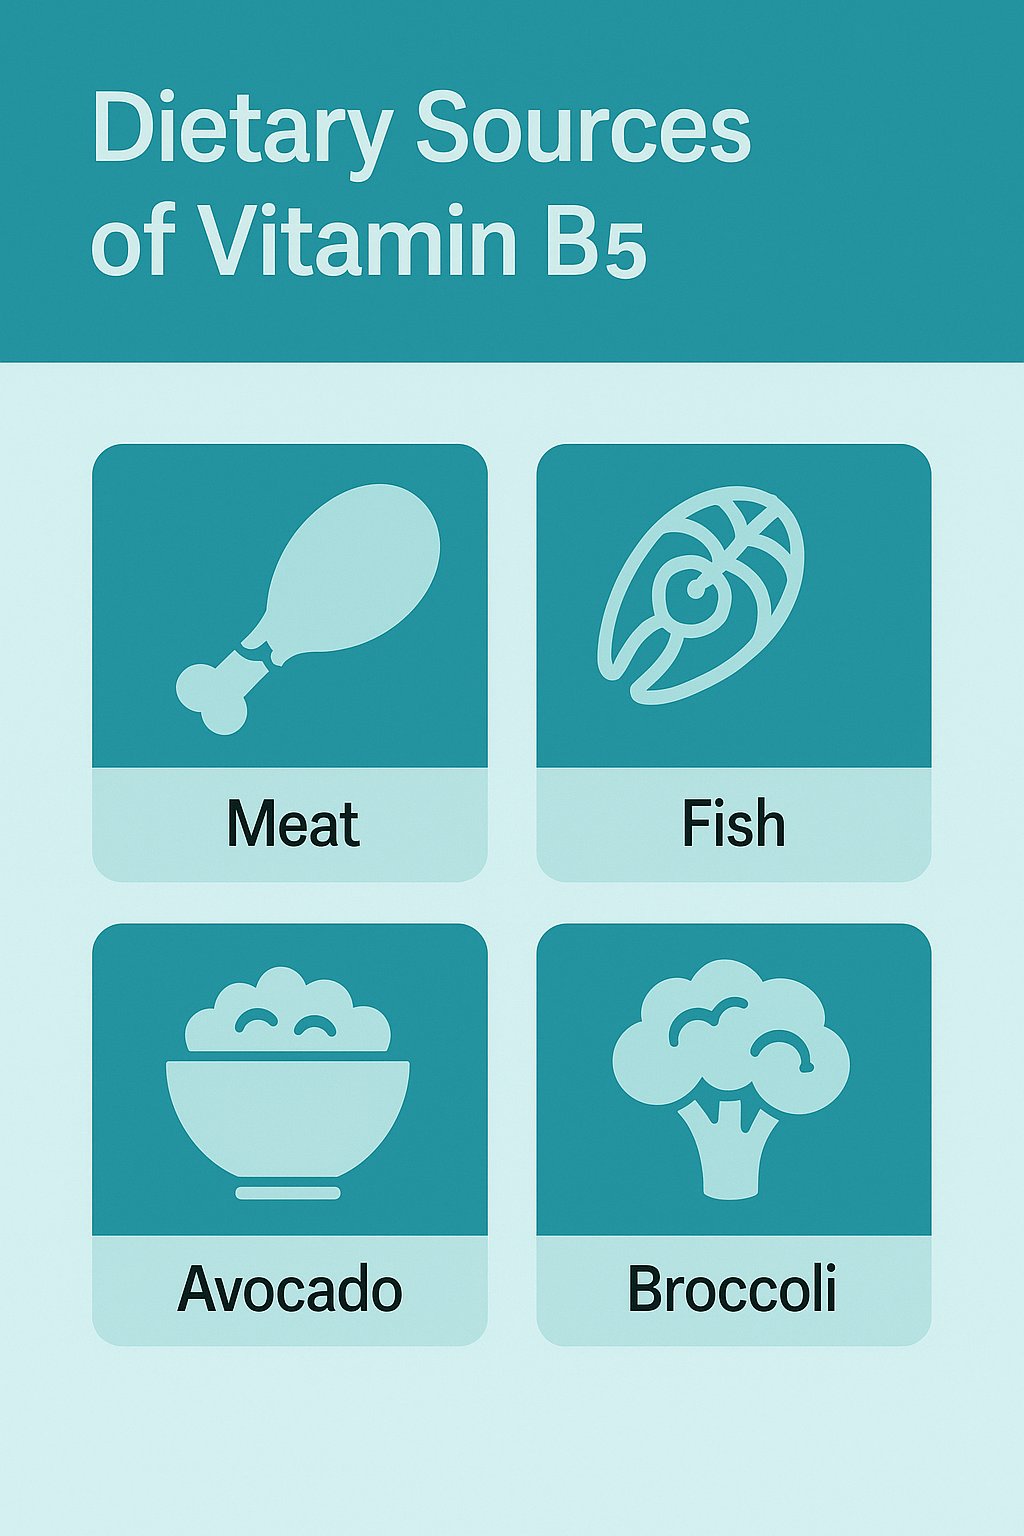 Dietary Sources
of Vitamin B5
Meat
Fish
Avocado
Broccoli